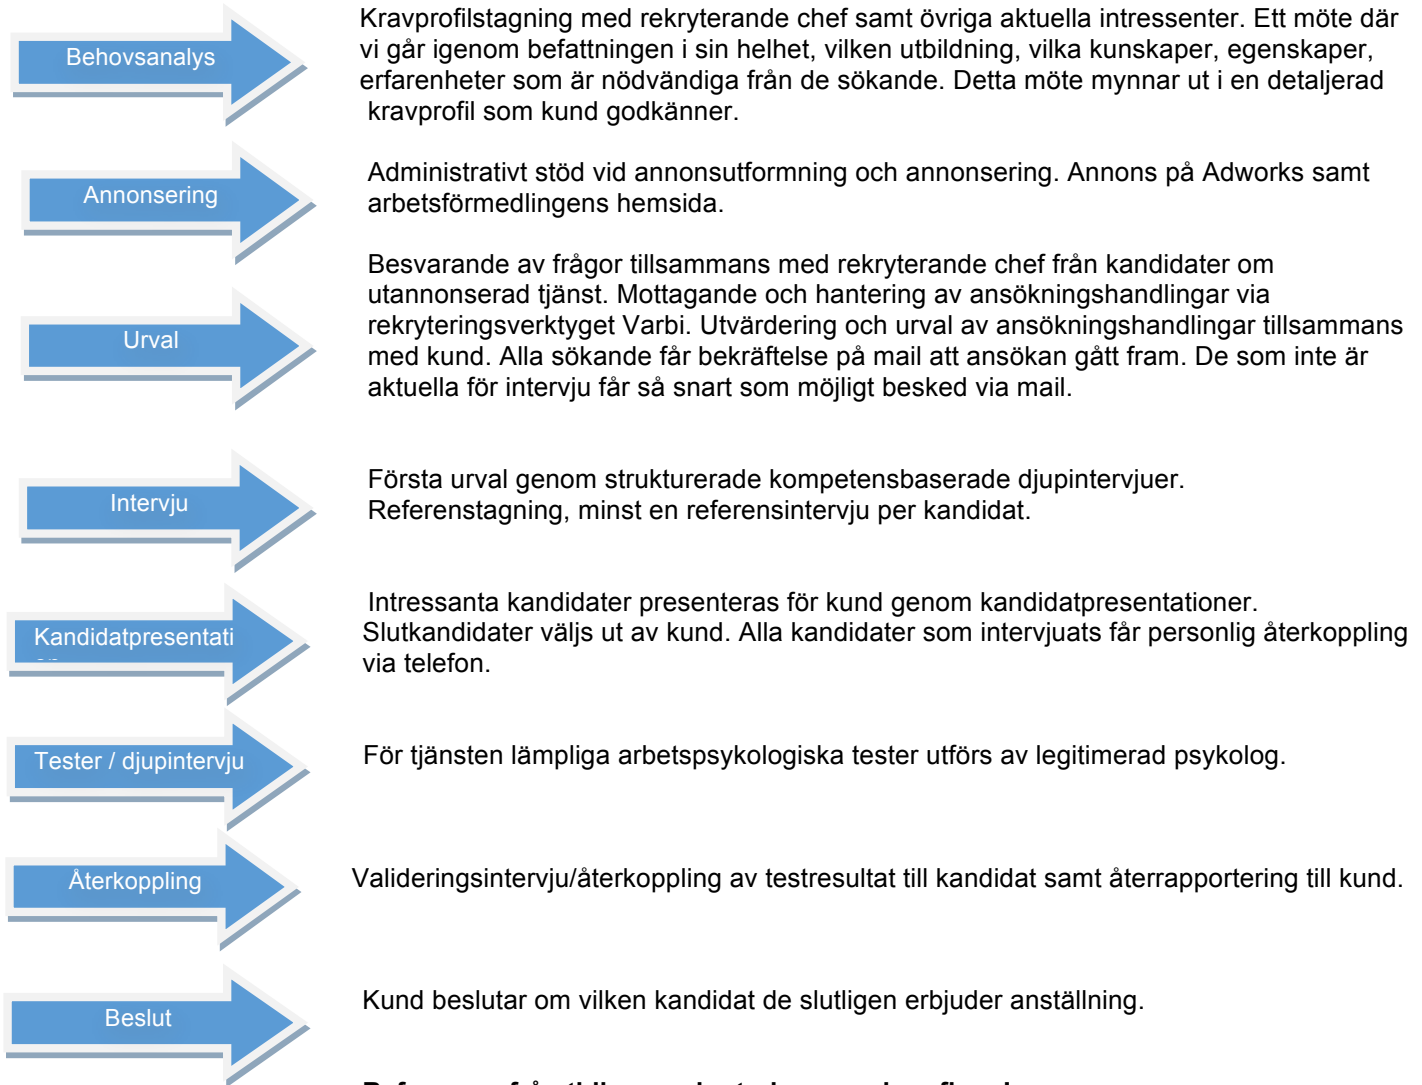 Behovsanalys
Kravprofilstagning med rekryterande chef samt övriga aktuella intressenter. Ett möte där
vi går igenom befattningen i sin helhet, vilken utbildning, vilka kunskaper, egenskaper,
erfarenheter som är nödvändiga från de sökande. Detta möte mynnar ut i en detaljerad
kravprofil som kund godkänner.
Annonsering
Administrativt stöd vid annonsutformning och annonsering. Annons på Adworks samt
arbetsförmedlingens hemsida.
Urval
Besvarande av frågor tillsammans med rekryterande chef från kandidater om
utannonserad tjänst. Mottagande och hantering av ansökningshandlingar via
rekryteringsverktyget Varbi. Utvärdering och urval av ansökningshandlingar tillsammans
med kund. Alla sökande får bekräftelse på mail att ansökan gått fram. De som inte är
aktuella för intervju får så snart som möjligt besked via mail.
Intervju
Första urval genom strukturerade kompetensbaserade djupintervjuer.
Referenstagning, minst en referensintervju per kandidat.
Kandidatpresentati
Intressanta kandidater presenteras för kund genom kandidatpresentationer.
Slutkandidater väljs ut av kund. Alla kandidater som intervjuats får personlig återkoppling
via telefon.
Tester / djupintervju
För tjänsten lämpliga arbetspsykologiska tester utförs av legitimerad psykolog.
Återkoppling
Valideringsintervju/återkoppling av testresultat till kandidat samt återrapportering till kund.
Beslut
Kund beslutar om vilken kandidat de slutligen erbjuder anställning.